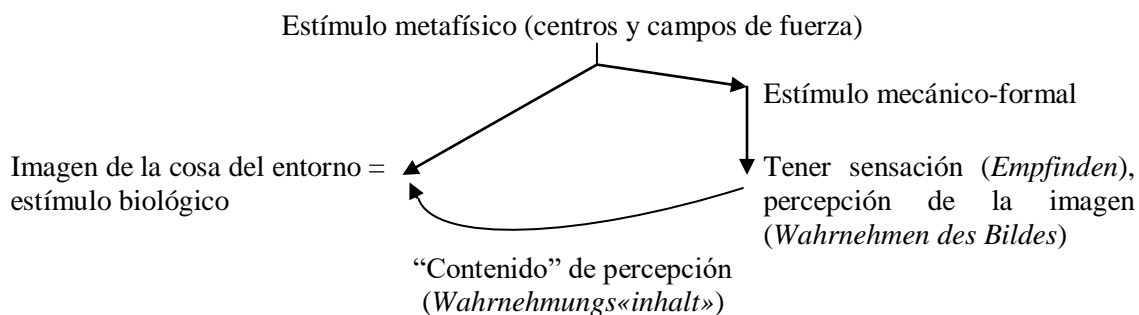 Estímulo metafísico (centros y campos de fuerza)
Estímulo mecánico-formal
Imagen de la cosa del entorno =
estímulo biológico
Tener sensación (Empfinden),
percepción de la imagen
(Wahrnehmen des Bildes)
“Contenido” de percepción
(Wahrnehmungs«inhalt»)